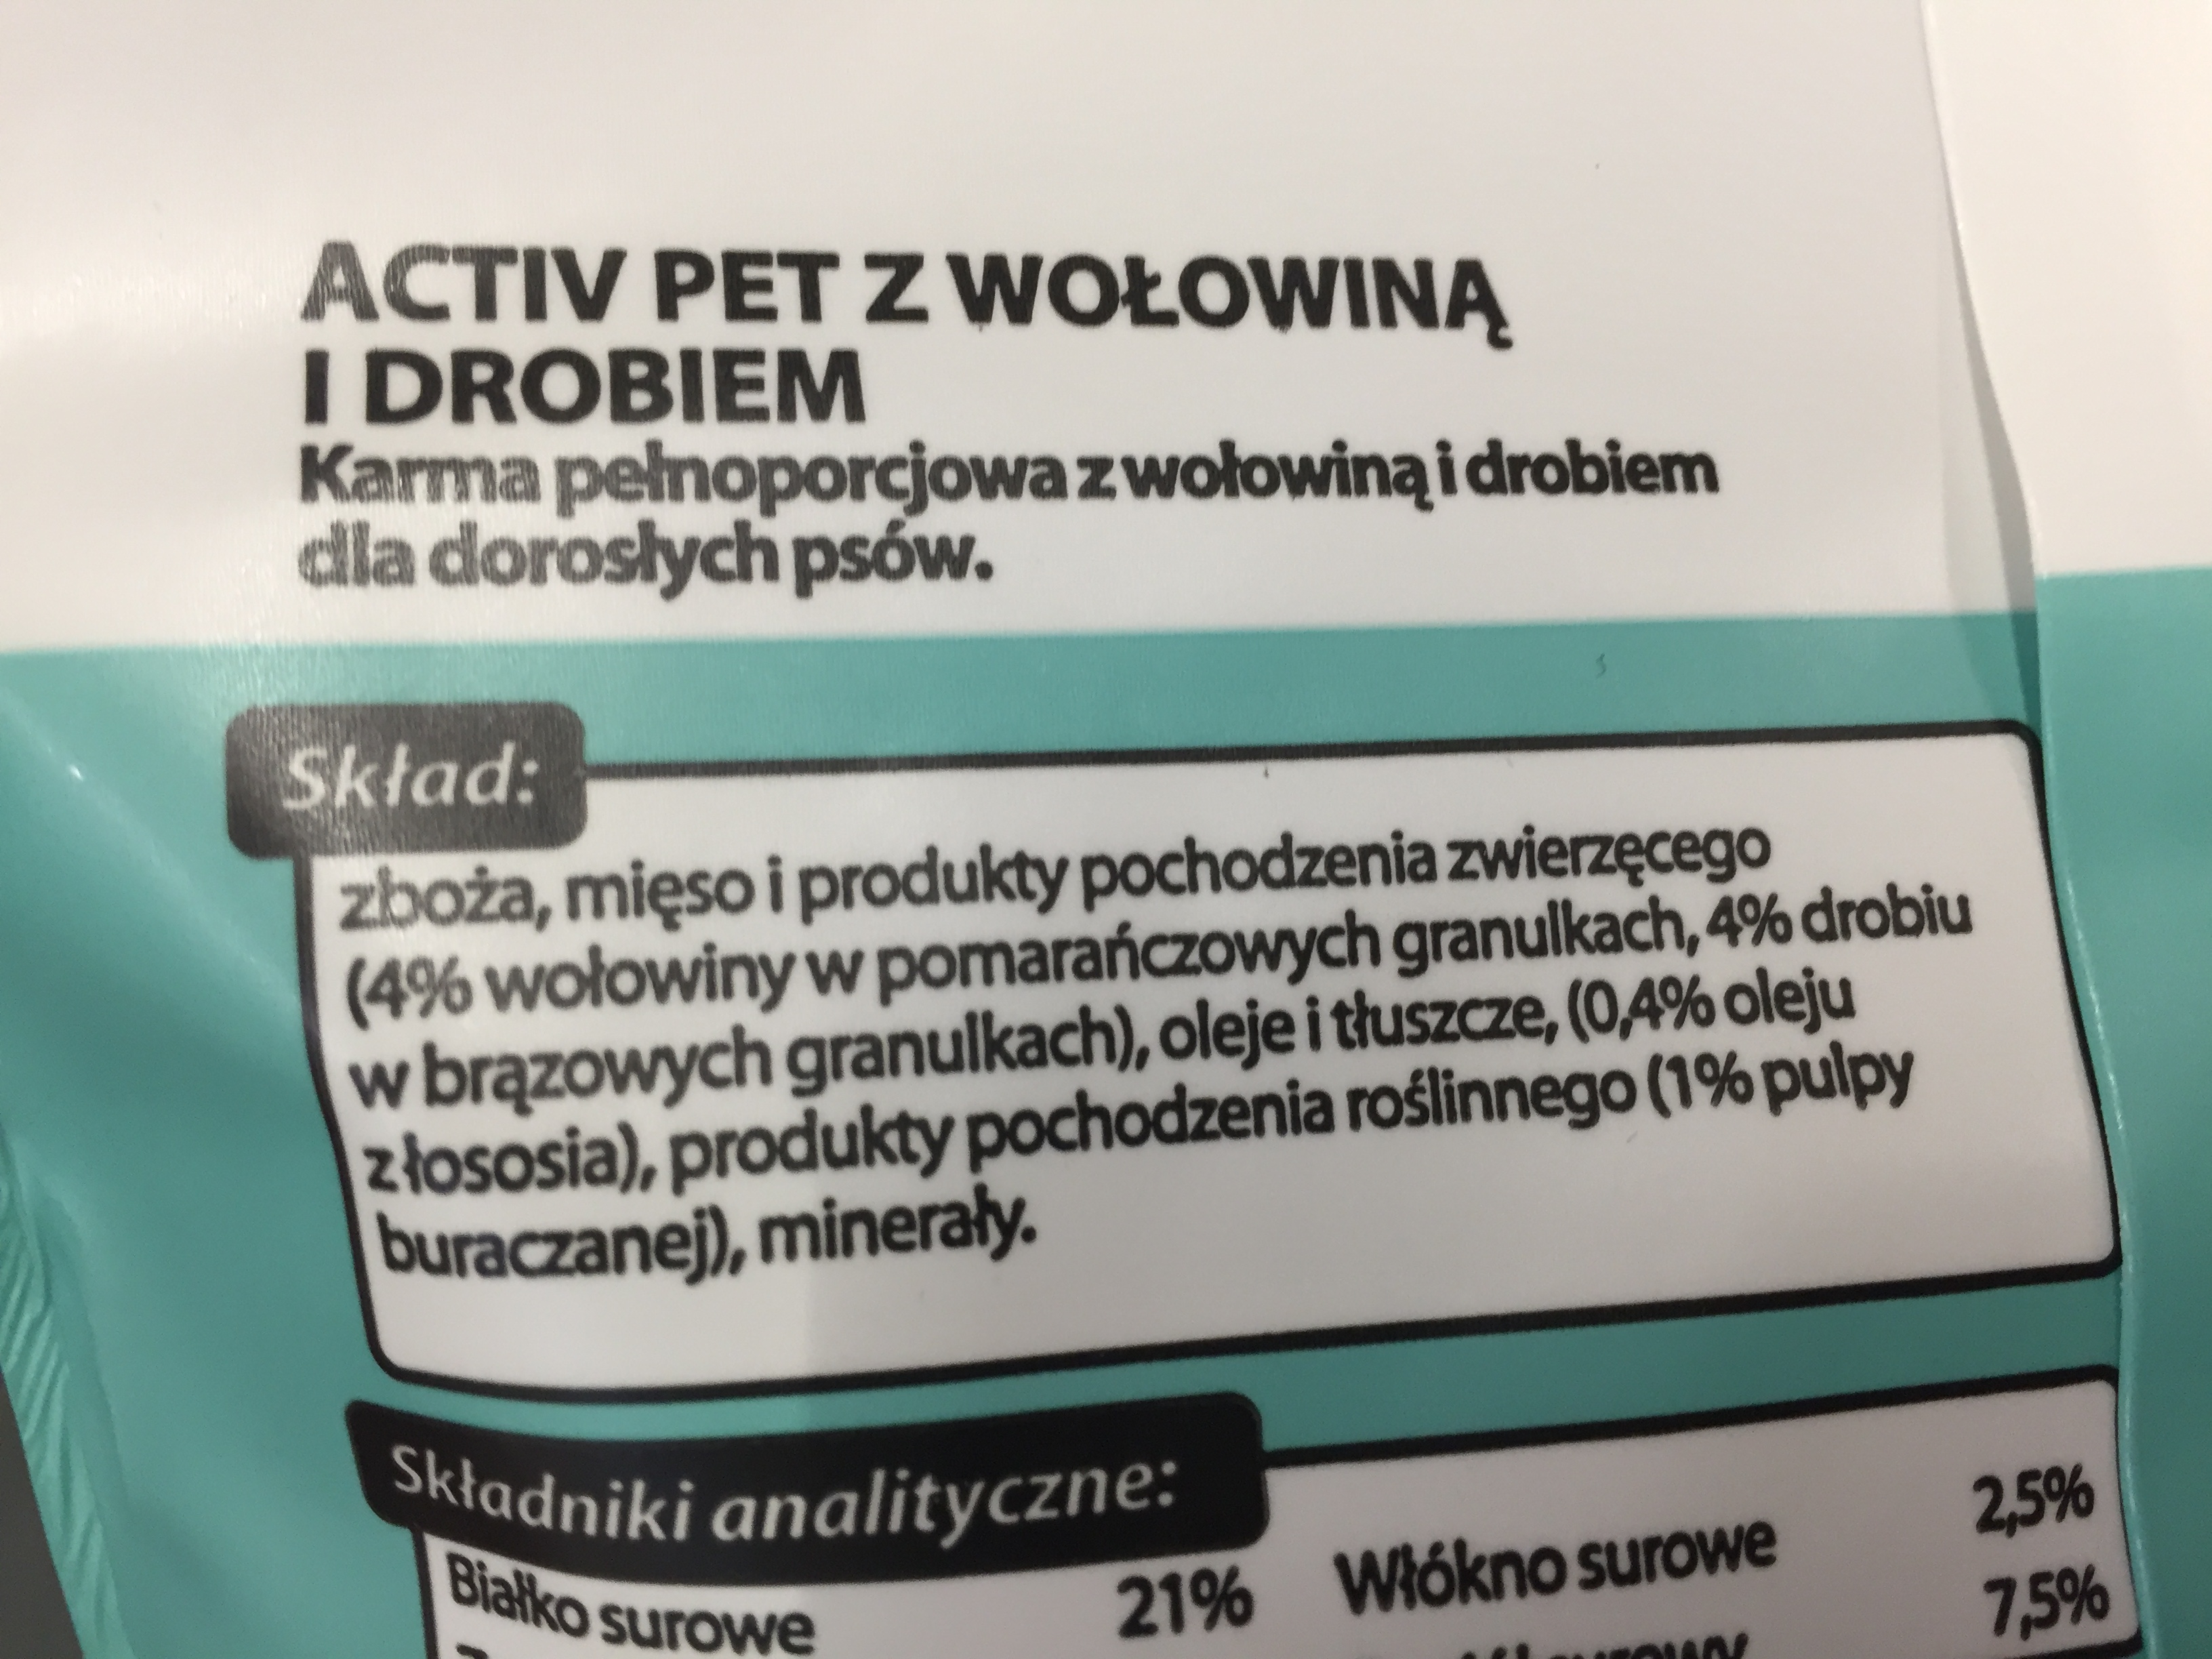 ACTIV PET Z WOŁOWINĄ
I DROBIEM
Karma pełnoporcjowa z wołowiną i drobiem
dla dorosłych psów.
Skład:
zboża, mięso i produkty pochodzenia zwierzęcego
(4% wołowiny w pomarańczowych granulkach, 4% drobiu
w brązowych granulkach), oleje i tłuszcze, (0,4% oleju
z łososia), produkty pochodzenia roślinnego (1% pulpy
buraczanej), minerały.
Składniki analityczne:
Białko surowe 21% Włókno surowe 2,5%
7,5%